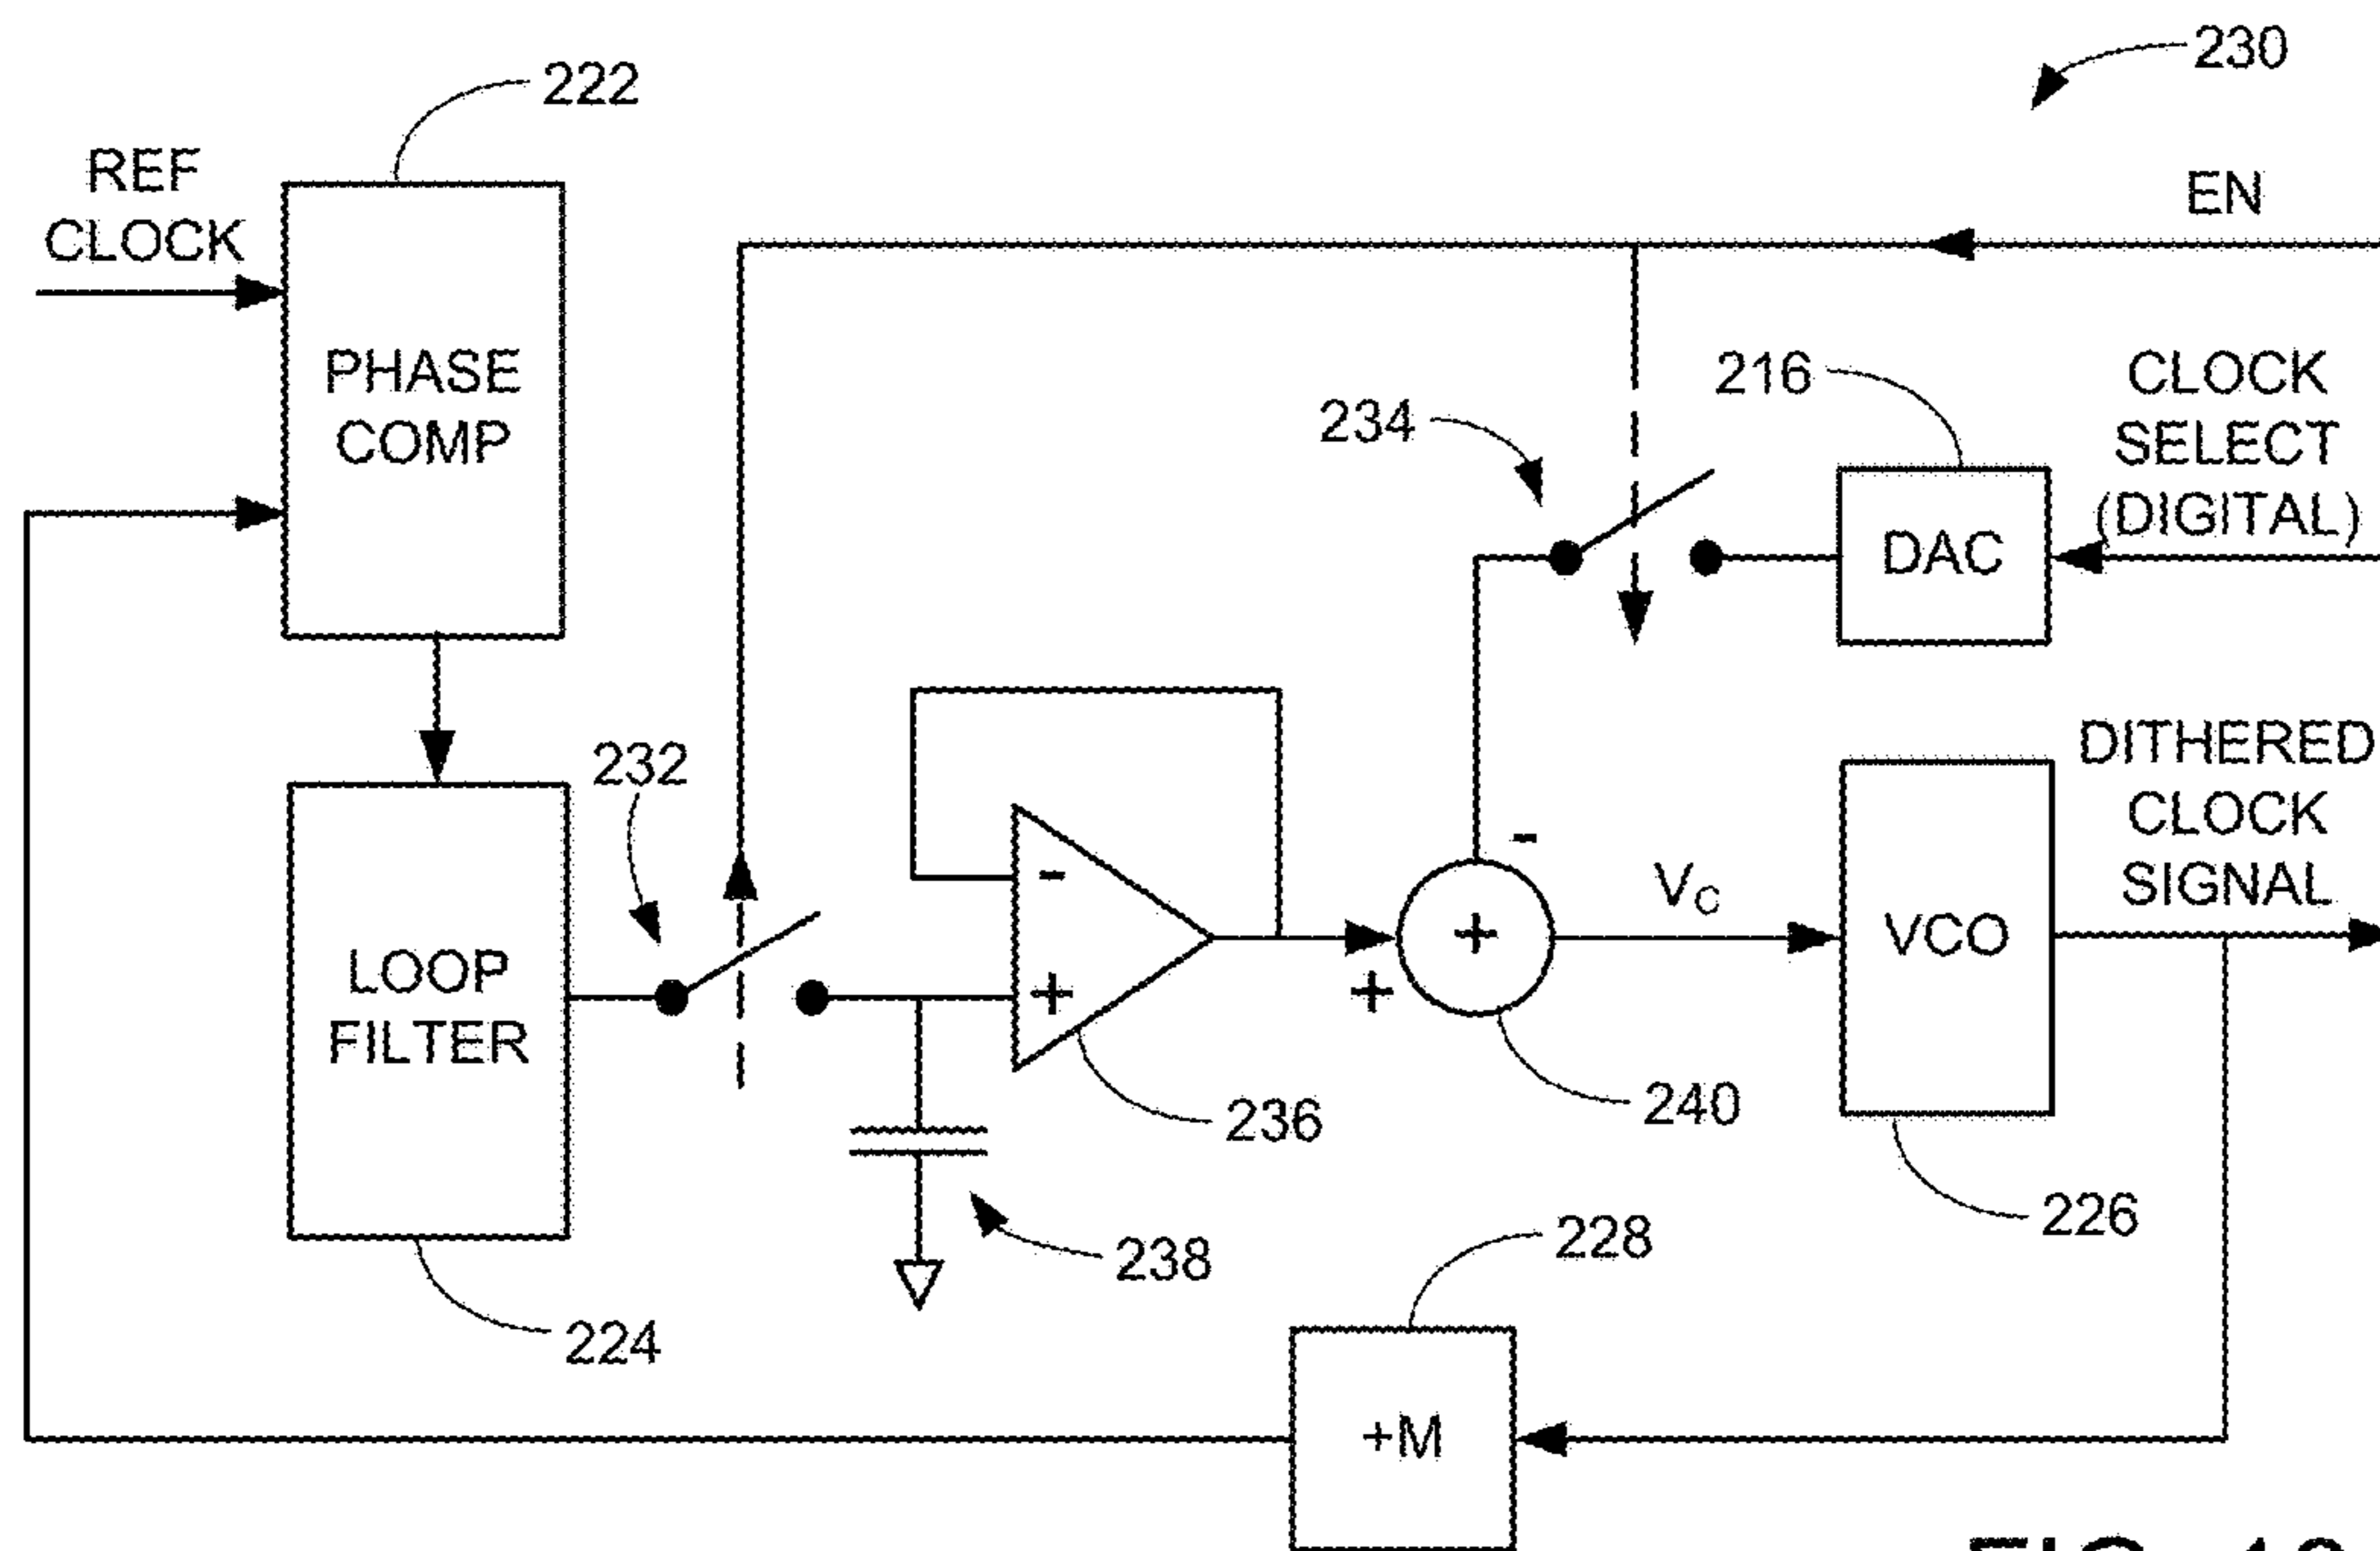 230
222
REF
CLOCK
EN
PHASE
COMP
216
CLOCK
SELECT
(DIGITAL)
234
DAC
232
DITHERED
CLOCK
SIGNAL
-
-
V_C
VCO
+
LOOP
FILTER
+
+
236
240
226
238
228
224
+M